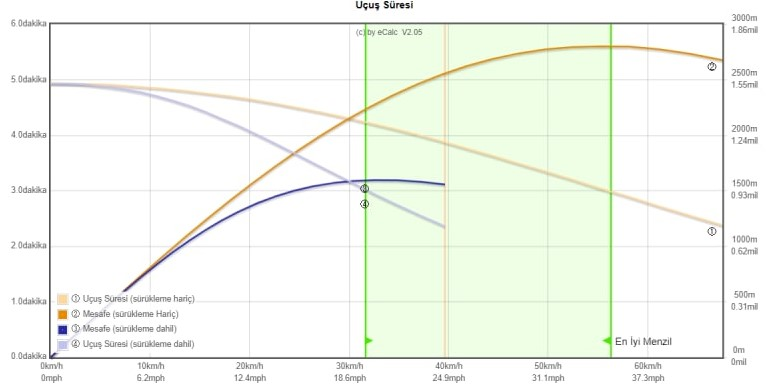 Uçuş Süresi
(c) by eCalc V2.05
6.0dakika
5.0dakika
4.0dakika
3.0dakika
2.0dakika
1.0dakika
0.0dakika
3000m
1.86mil
2500m
1.55mil
2000m
1.24mil
1500m
0.93mil
1000m
0.62mil
500m
0.31mil
0m
0mil
②
①
④
① Uçuş Süresi (sürükleme hariç)
② Mesafe (sürükleme Hariç)
③ Mesafe (sürükleme dahil)
④ Uçuş Süresi (sürükleme dahil)
En İyi Menzil
0km/h 10km/h 20km/h 30km/h 40km/h 50km/h 60km/h
0mph 6.2mph 12.4mph 18.6mph 24.9mph 31.1mph 37.3mph